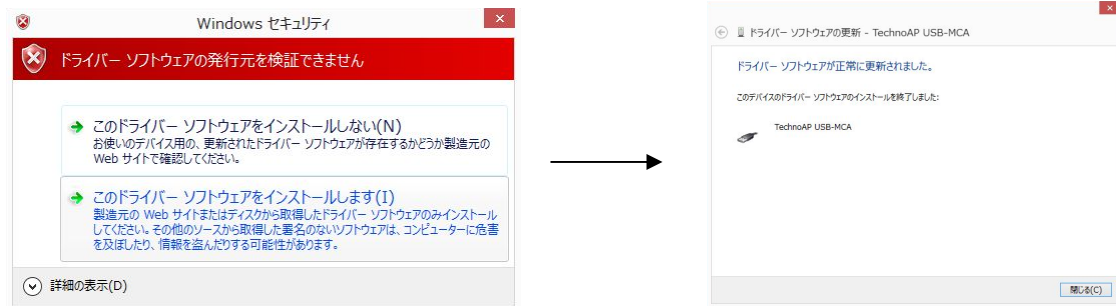 Windows セキュリティ
ドライバー ソフトウェアの発行元を検証できません
このドライバー ソフトウェアをインストールしない(N)
お使いのデバイス用の、更新されたドライバー ソフトウェアが存在するかどうか製造元の
Web サイトで確認してください。
このドライバー ソフトウェアをインストールします(I)
製造元の Web サイトまたはディスクから取得したドライバー ソフトウェアのみインストール
してください。その他のソースから取得した署名のないソフトウェアは、コンピューターに危害
を及ぼしたり、情報を盗んだりする可能性があります。
詳細の表示(D)
ドライバー ソフトウェアの更新 - TechnoAP USB-MCA
ドライバー ソフトウェアが正常に更新されました。
このデバイスのドライバー ソフトウェアのインストールを終了しました:
TechnoAP USB-MCA
閉じる(C)